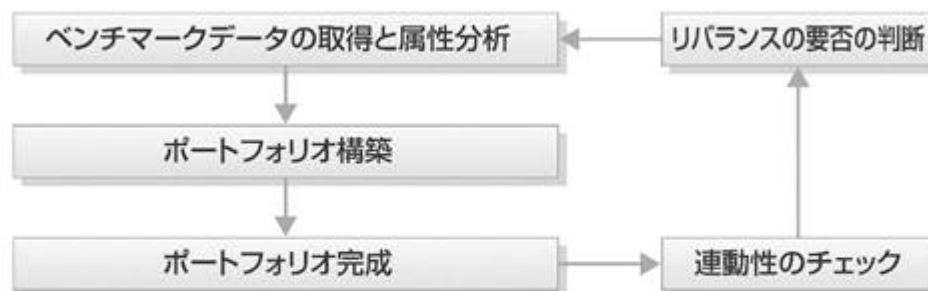 ベンチマークデータの取得と属性分析
リバランスの要否の判断
ポートフォリオ構築
ポートフォリオ完成
連動性のチェック